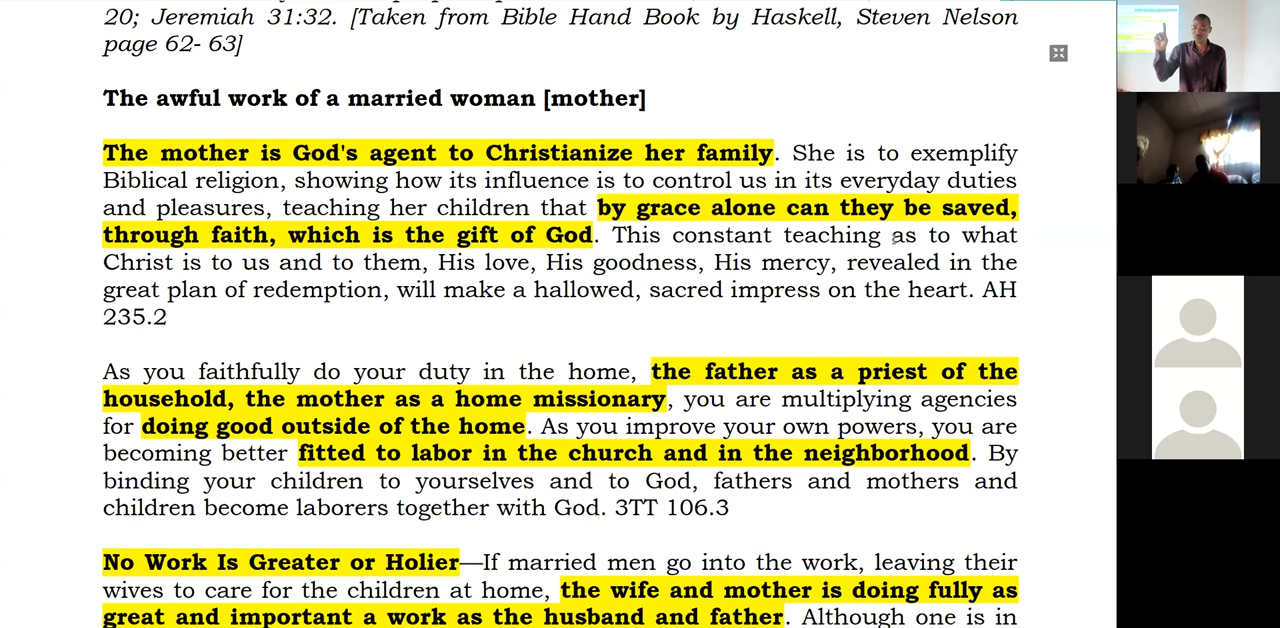 20; Jeremiah 31:32. [Taken from Bible Hand Book by Haskell, Steven Nelson
page 62- 63]
The awful work of a married woman [mother]
The mother is God's agent to Christianize her family. She is to exemplify
Biblical religion, showing how its influence is to control us in its everyday duties
and pleasures, teaching her children that by grace alone can they be saved,
through faith, which is the gift of God. This constant teaching as to what
Christ is to us and to them, His love, His goodness, His mercy, revealed in the
great plan of redemption, will make a hallowed, sacred impress on the heart. AH
235.2
As you faithfully do your duty in the home, the father as a priest of the
household, the mother as a home missionary, you are multiplying agencies
for doing good outside of the home. As you improve your own powers, you are
becoming better fitted to labor in the church and in the neighborhood. By
binding your children to yourselves and to God, fathers and mothers and
children become laborers together with God. 3TT 106.3
No Work Is Greater or Holier—If married men go into the work, leaving their
wives to care for the children at home, the wife and mother is doing fully as
great and important a work as the husband and father. Although one is in